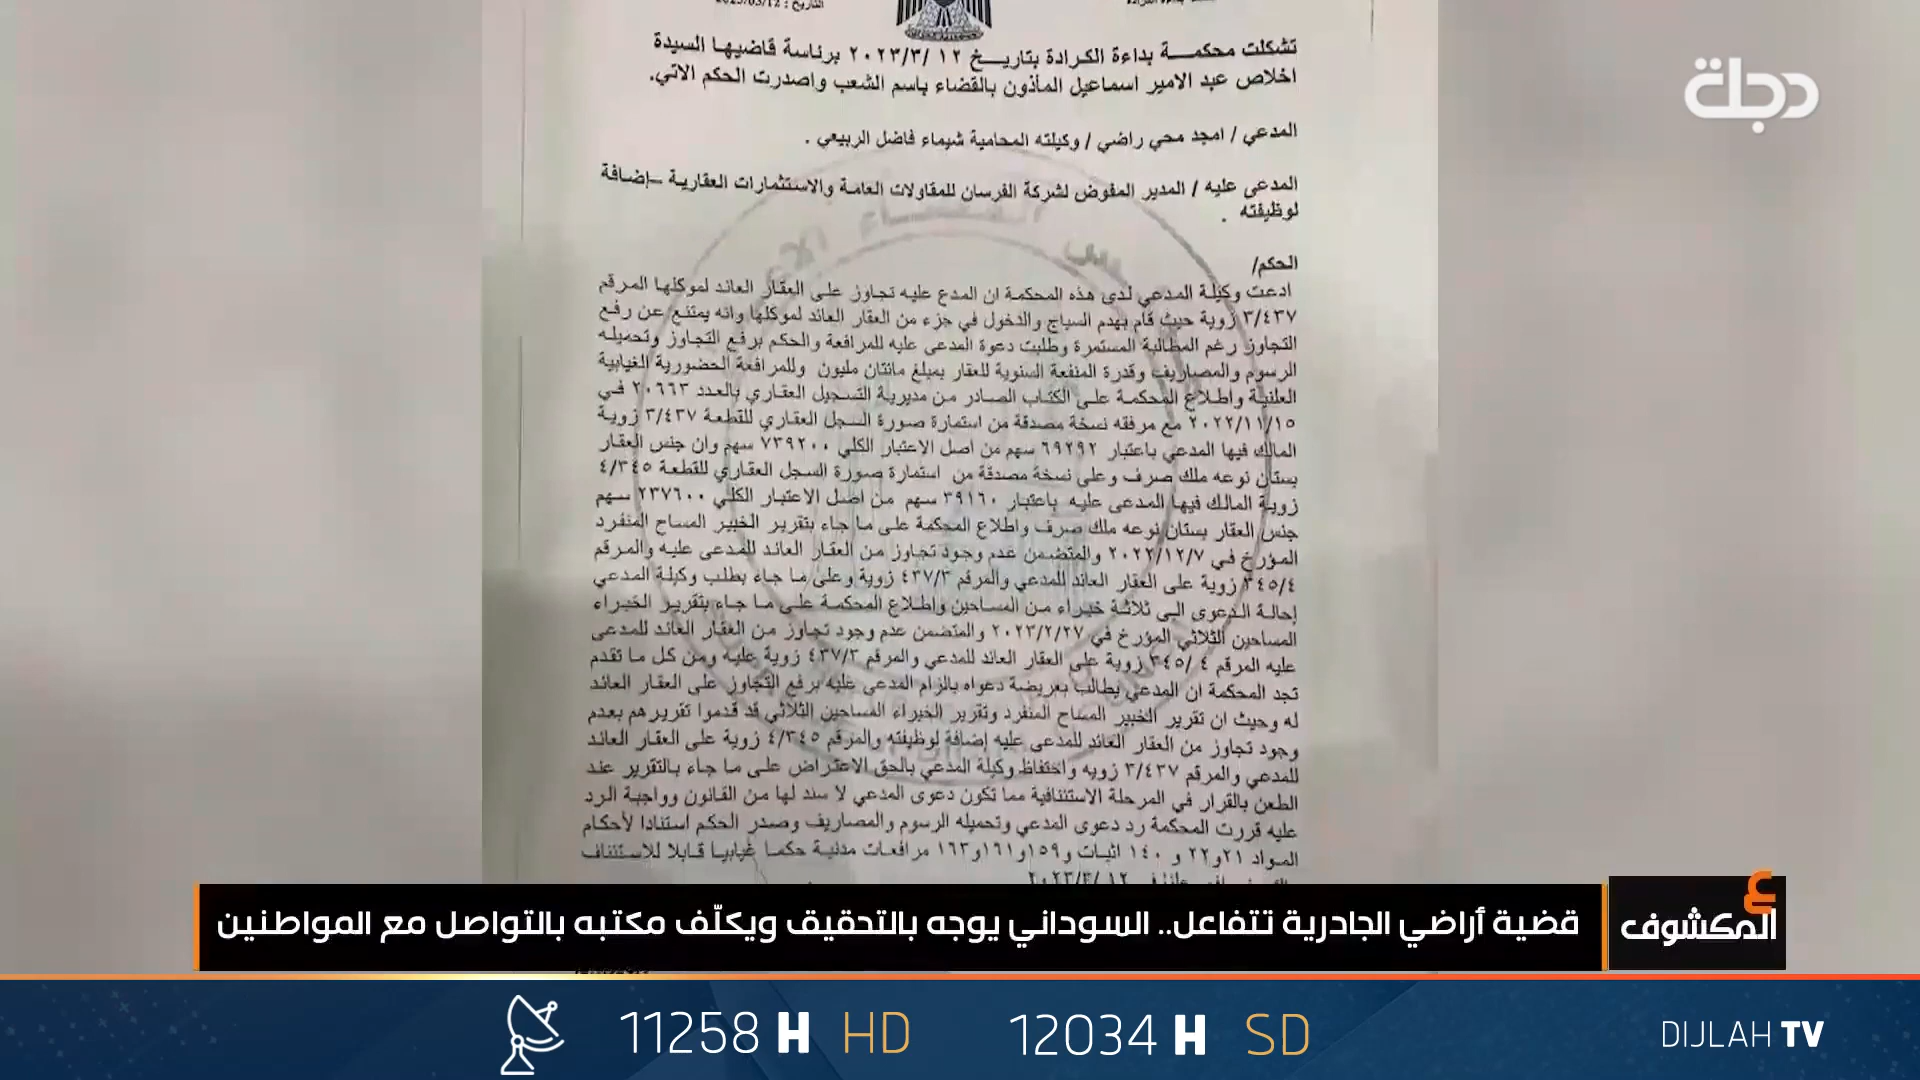 تشكلت محكمـــــة بداءة الكرادة بتاريـــــخ ١٢ /٢٠٢٣/٣ برئاسة قاضيهـا السيدة
اخلاص عبد الامير اسماعيل المأذون بالقضاء باسم الشعب واصدرت الحكم الاتي.
دجلة
المدعي / امجد محي راضي / وكيلته المحامية شيماء فاضل الربيعي .
المدعى عليه / المدير المفوض لشركة الفرسان للمقاولات العامة والاستثمارات العقارية –إضافة
لوظيفته .
الحكم/
ادعت وكيلة المدعي لدى هذه المحكمة ان المدع عليه تجاوز على العقار العائد لموكلها المرقم
٣/٤٣٧ زوية حيث قام بهدم السياج والدخول في جزء من العقار العائد لموكلها وانه يمتنع عن رفع
التجاوز رغم المطالبة المستمرة وطلبت دعوة المدعى عليه للمرافعة والحكم برفع التجاوز وتحميله
الرسوم والمصاريف وقدرة المنفعة السنوية للعقار بمبلغ مائتان مليون وللمرافعة الحضورية الغيابية
العلنية واطلاع المحكمة على الكتاب الصادر من مديرية التسجيل العقاري بالعدد ٢٠٦٦٣ في
٢٠٢٢/١١/١٥ مع مرفقه نسخة مصدقة من استمارة صورة السجل العقاري للقطعة ٣/٤٣٧ زوية
المالك فيها المدعي باعتبار ٦٩٢٩٢ سهم من اصل الاعتبار الكلي ٧٣٩٢٠٠ سهم وان جنس العقار
بستان نوعه ملك صرف وعلى نسخة مصدقة من استمارة صورة السجل العقاري للقطعة ٤/٣٤٥
زوية المالك فيها المدعى عليه باعتبار ٣٩١٦٠ سهم من اصل الاعتبار الكلي ٢٣٧٦٠٠ سهم
جنس العقار بستان نوعه ملك صرف واطلاع المحكمة على ما جاء بتقرير الخبير المساح المنفرد
المؤرخ في ٢٠٢٢/١٢/٧ والمتضمن عدم وجود تجاوز من العقار العائد للمدعى عليه والمرقم
٣٤٥/٤ زوية على العقار العائد للمدعي والمرقم ٤٣٧/٣ زوية وعلى ما جاء بطلب وكيلة المدعي
إحالة الدعوى الى ثلاثة خبراء من المساحين واطلاع المحكمة على ما جاء بتقرير الخبراء
المساحين الثلاثي المؤرخ في ٢٠٢٣/٢/٢٧ والمتضمن عدم وجود تجاوز من العقار العائد للمدعى
عليه المرقم ٣٤٥/٤ زوية على العقار العائد للمدعي والمرقم ٤٣٧/٣ زوية عليه ومن كل ما تقدم
تجد المحكمة ان المدعي يطالب بعريضة دعواه بالزام المدعى عليه برفع التجاوز على العقار العائد
له وحيث ان تقرير الخبير المساح المنفرد وتقرير الخبراء المساحين الثلاثي قد قدموا تقريرهم بعدم
وجود تجاوز من العقار العائد للمدعى عليه إضافة لوظيفته والمرقم ٤/٣٤٥ زوية على العقار العائد
للمدعي والمرقم ٣/٤٣٧ زويه واحتفاظ وكيلة المدعي بالحق الاعتراض على ما جاء بالتقرير عند
الطعن بالقرار في المرحلة الاستئنافية مما تكون دعوى المدعي لا سند لها من القانون وواجبة الرد
عليه قررت المحكمة رد دعوى المدعي وتحميله الرسوم والمصاريف وصدر الحكم استنادا لأحكام
المواد ٢١و٢٢ و ١٤٠ اثبات و١٥٩و١٦١و١٦٣ مرافعات مدنية حكما غيابيا قابلا للاستئناف
المكشوف
قضية أراضي الجادرية تتفاعل.. السوداني يوجه بالتحقيق ويكلّف مكتبه بالتواصل مع المواطنين
11258 H HD 12034 H SD DIJLAH TV